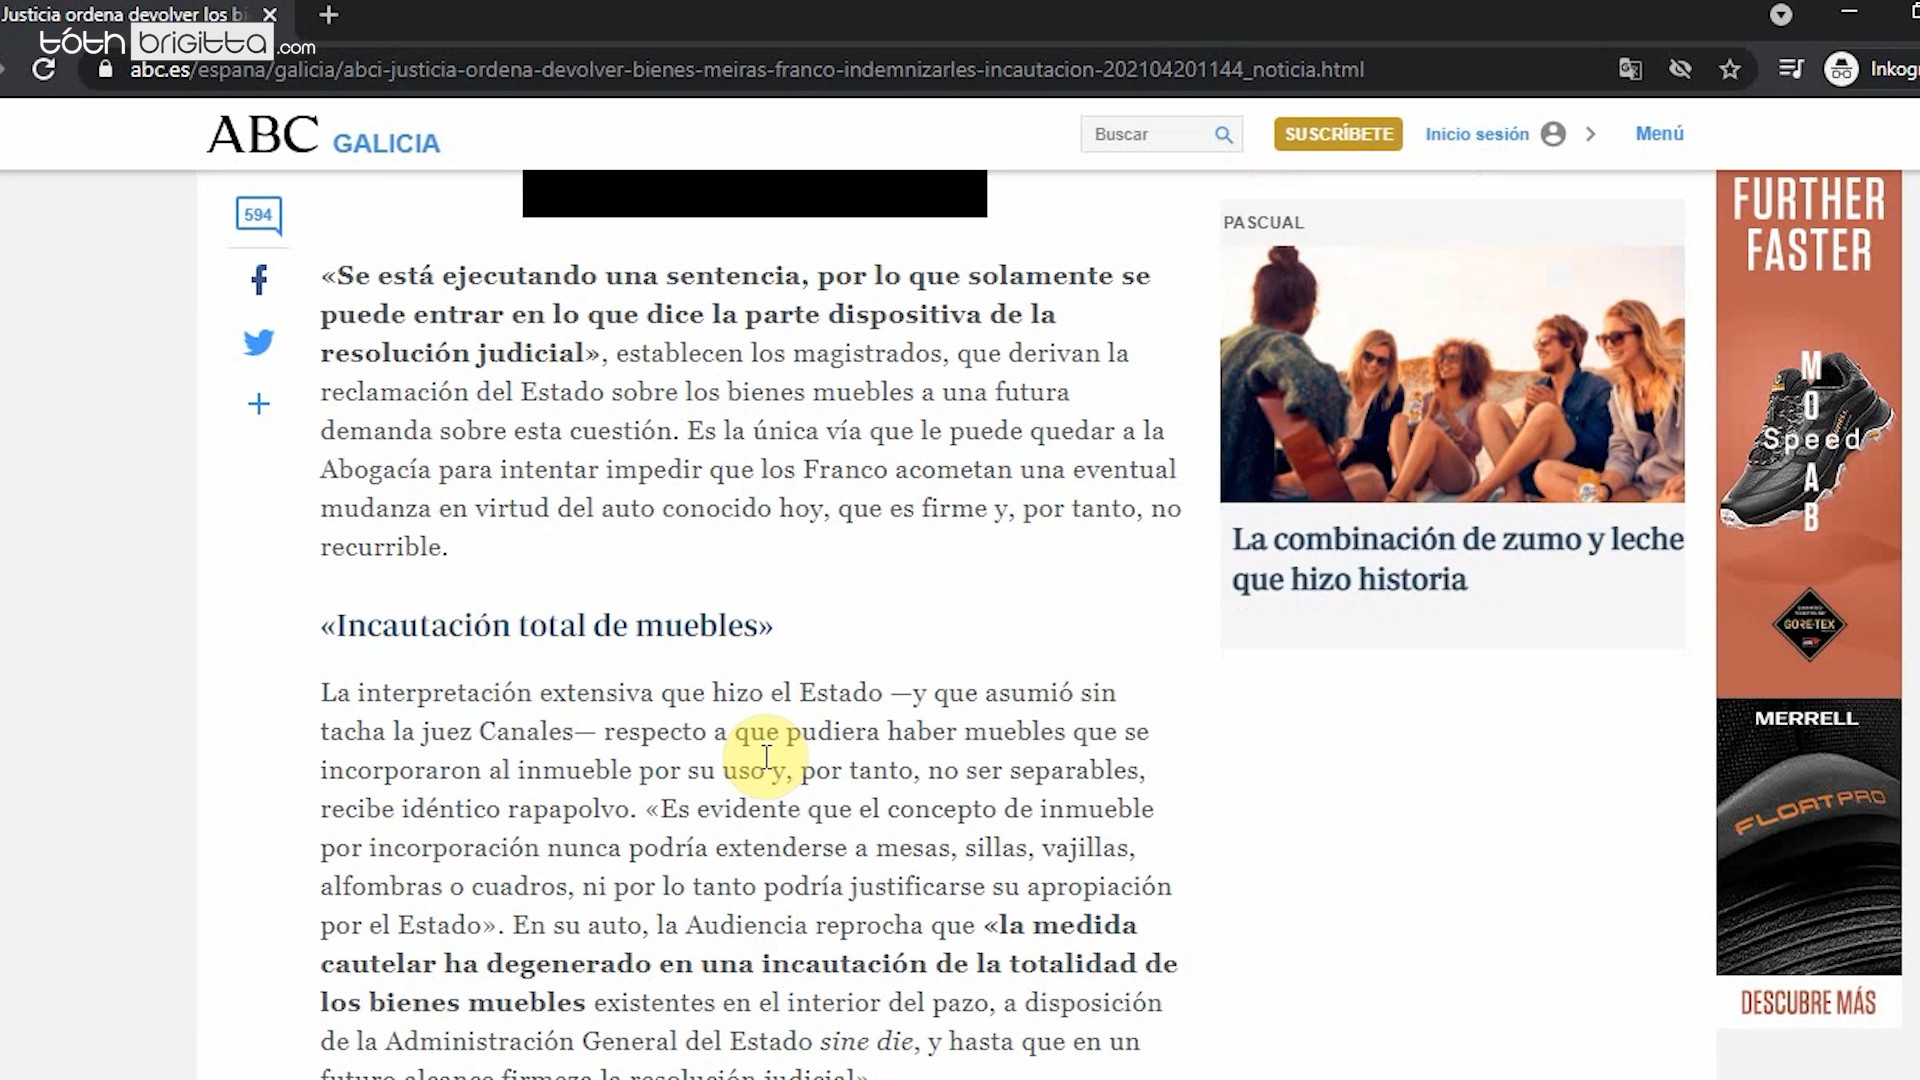 Justicia ordena devolver los bi
tóth brigitta.com
abc.es/espana/galicia/abci-justicia-ordena-devolver-bienes-meiras-franco-indemnizarles-incautacion-202104201144_noticia.html
Inkog
ABC GALICIA
Buscar
SUSCRÍBETE
Inicio sesión
Menú
594
«Se está ejecutando una sentencia, por lo que solamente se
puede entrar en lo que dice la parte dispositiva de la
resolución judicial», establecen los magistrados, que derivan la
reclamación del Estado sobre los bienes muebles a una futura
demanda sobre esta cuestión. Es la única vía que le puede quedar a la
Abogacía para intentar impedir que los Franco acometan una eventual
mudanza en virtud del auto conocido hoy, que es firme y, por tanto, no
recurrible.
«Incautación total de muebles»
La interpretación extensiva que hizo el Estado —y que asumió sin
tacha la juez Canales— respecto a que pudiera haber muebles que se
incorporaron al inmueble por su uso y, por tanto, no ser separables,
recibe idéntico rapapolvo. «Es evidente que el concepto de inmueble
por incorporación nunca podría extenderse a mesas, sillas, vajillas,
alfombras o cuadros, ni por lo tanto podría justificarse su apropiación
por el Estado». En su auto, la Audiencia reprocha que «la medida
cautelar ha degenerado en una incautación de la totalidad de
los bienes muebles existentes en el interior del pazo, a disposición
de la Administración General del Estado sine die, y hasta que en un
futuro alcance firmeza la resolución judicial»
PASCUAL
La combinación de zumo y leche
que hizo historia
FURTHER
FASTER
MOAB
Speed
GORE-TEX
MERRELL
FLOATPRO
DESCUBRE MÁS